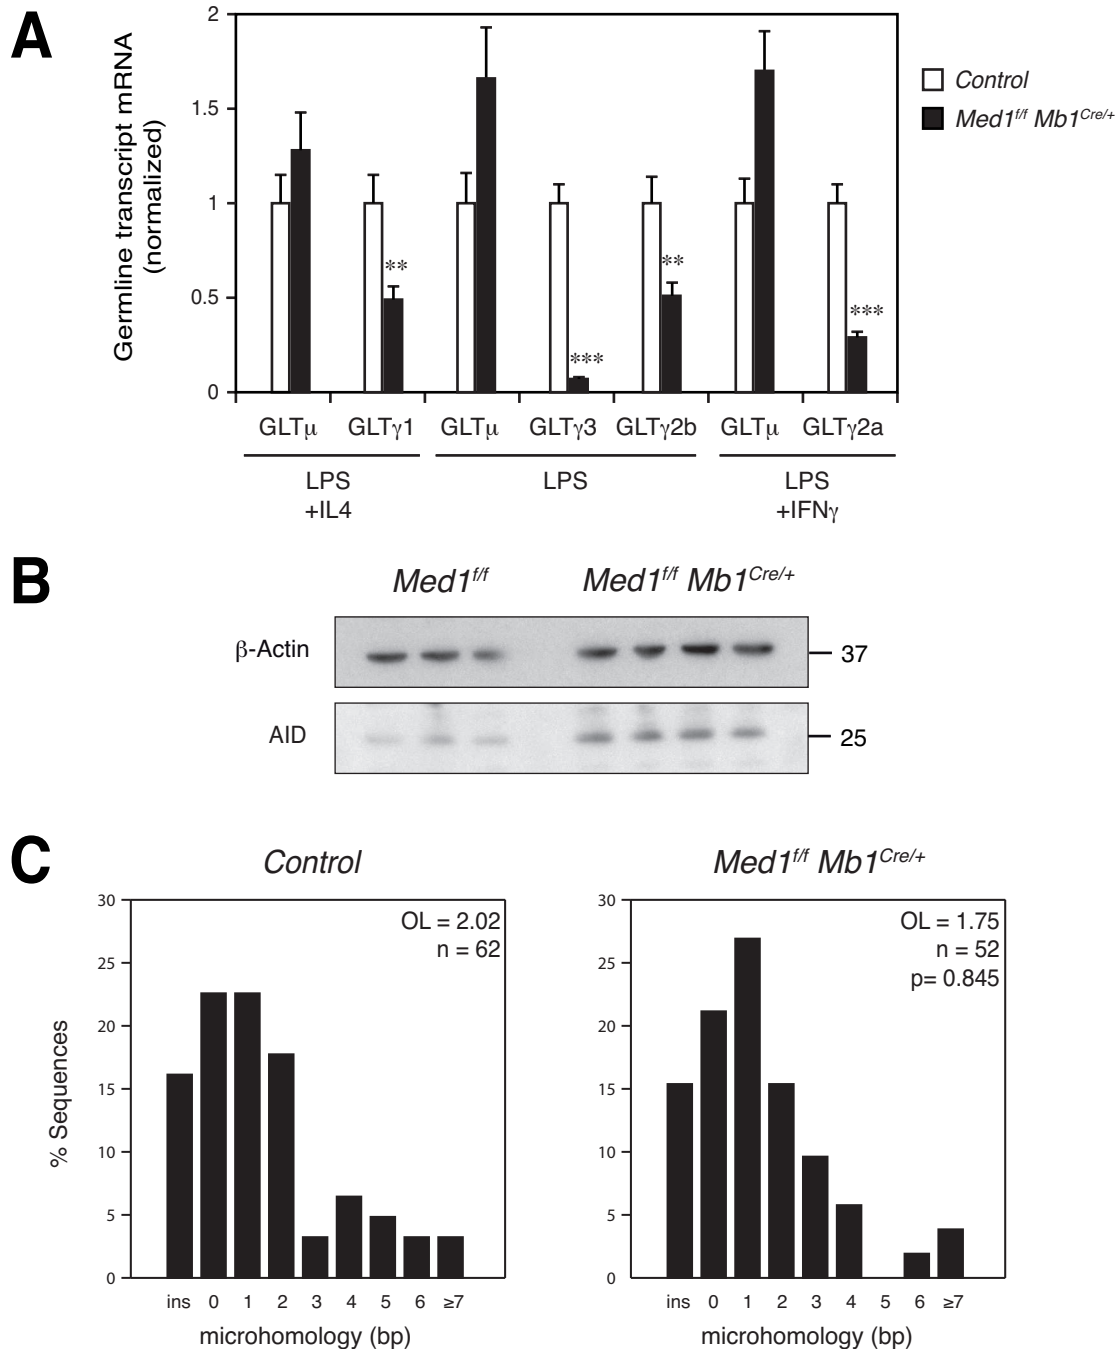 A
Germline transcript mRNA
(normalized)
2
1.5
1
0.5
0
** *** ** ***
Control
Med1f/f Mb1Cre/+
GLTμ GLTγ1 GLTμ GLTγ3 GLTγ2b GLTμ GLTγ2a
LPS LPS LPS
+IL4 +IFNγ
B
Med1f/f Med1f/f Mb1Cre/+
β-Actin 37
AID 25
C
Control
% Sequences
30
25
20
15
10
5
0
OL = 2.02
n = 62
ins 0 1 2 3 4 5 6 ≥7
microhomology (bp)
Med1f/f Mb1Cre/+
30
25
20
15
10
5
0
OL = 1.75
n = 52
p= 0.845
ins 0 1 2 3 4 5 6 ≥7
microhomology (bp)